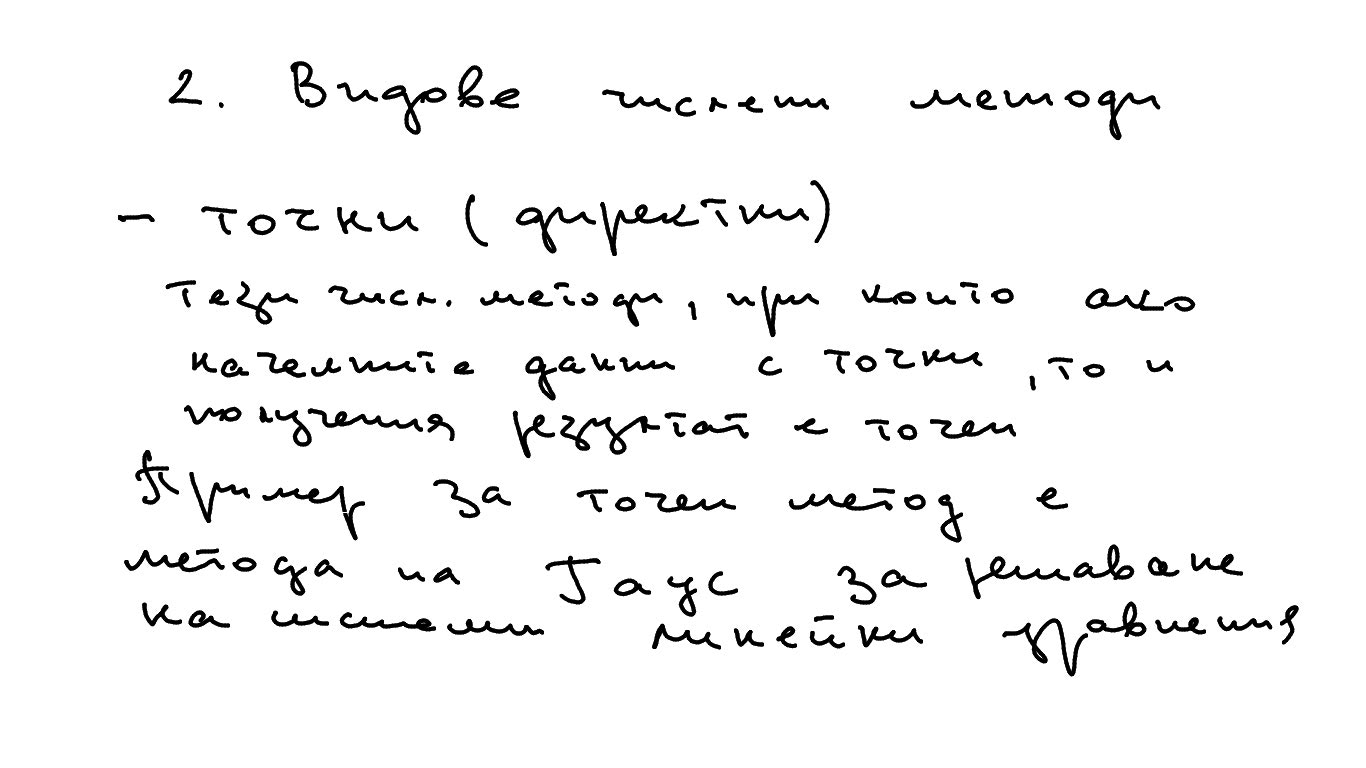 2. Видове числени методи
- точни (директни)
Тези числ. методи, при които ако
началните данни са точни, то и
получения резултат е точен
Пример за точен метод е
метода на Гаус за решаване
на системи линейни уравнения